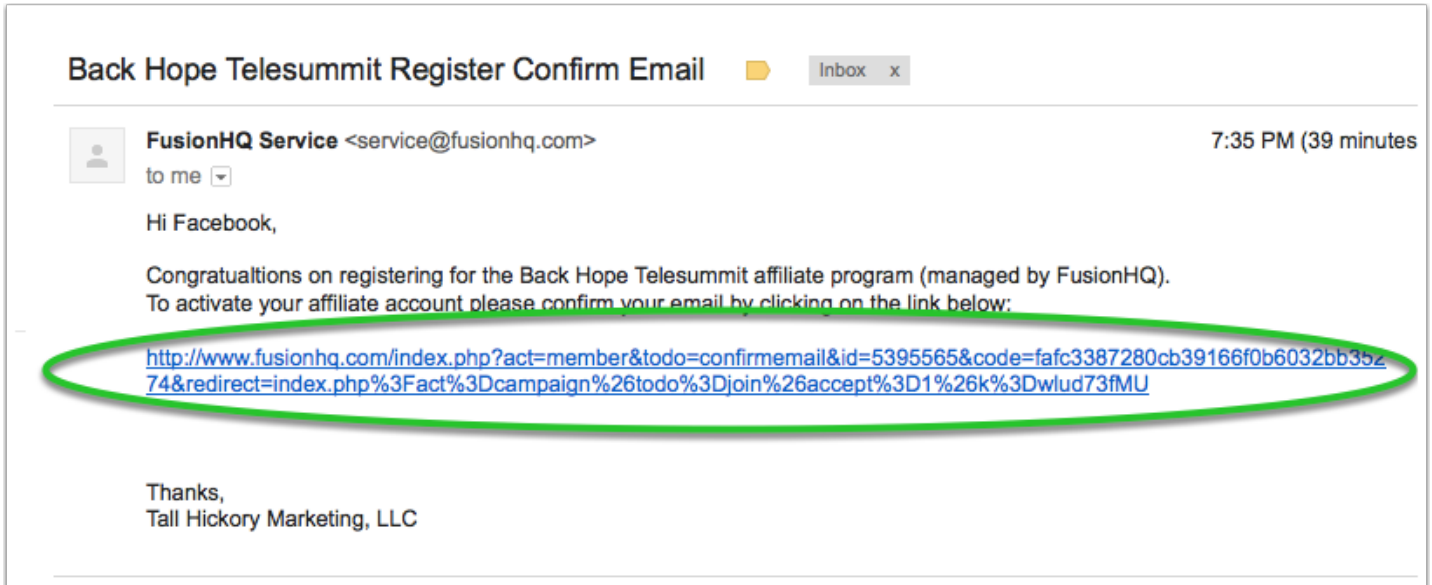 Back Hope Telesummit Register Confirm Email Inbox x
FusionHQ Service <service@fusionhq.com> 7:35 PM (39 minutes
to me
Hi Facebook,
Congratualtions on registering for the Back Hope Telesummit affiliate program (managed by FusionHQ).
To activate your affiliate account please confirm your email by clicking on the link below:
http://www.fusionhq.com/index.php?act=member&todo=confirmemail&id=5395565&code=fafc3387280cb39166f0b6032bb352
74&redirect=index.php%3Fact%3Dcampaign%26todo%3Djoin%26accept%3D1%26k%3Dwlud73fMU
Thanks,
Tall Hickory Marketing, LLC